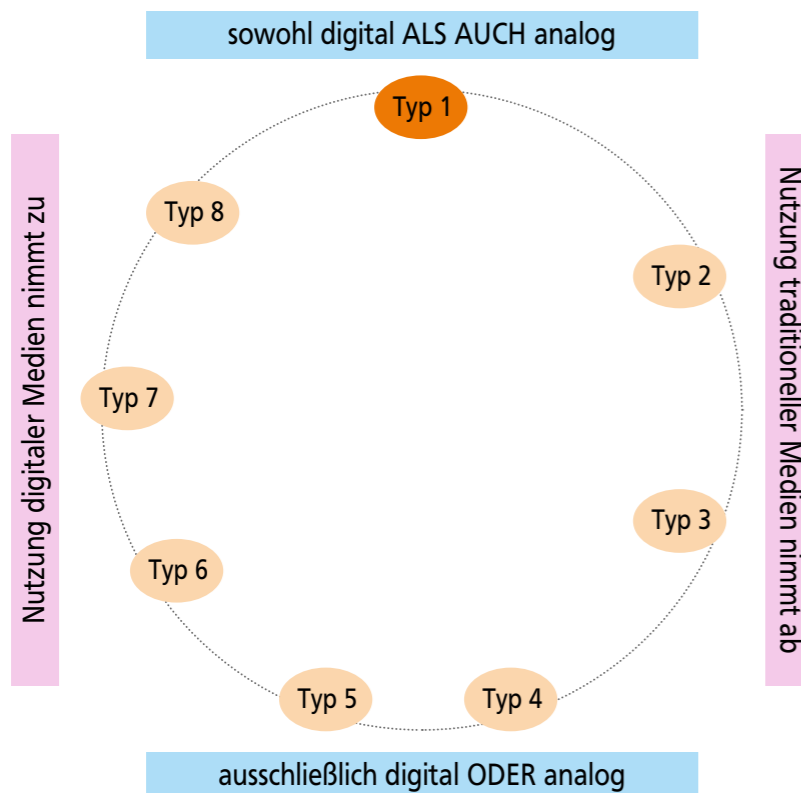 sowohl digital ALS AUCH analog
Typ 1
Typ 8
Typ 2
Nutzung digitaler Medien nimmt zu
Nutzung traditioneller Medien nimmt ab
Typ 7
Typ 3
Typ 6
Typ 5
Typ 4
ausschließlich digital ODER analog